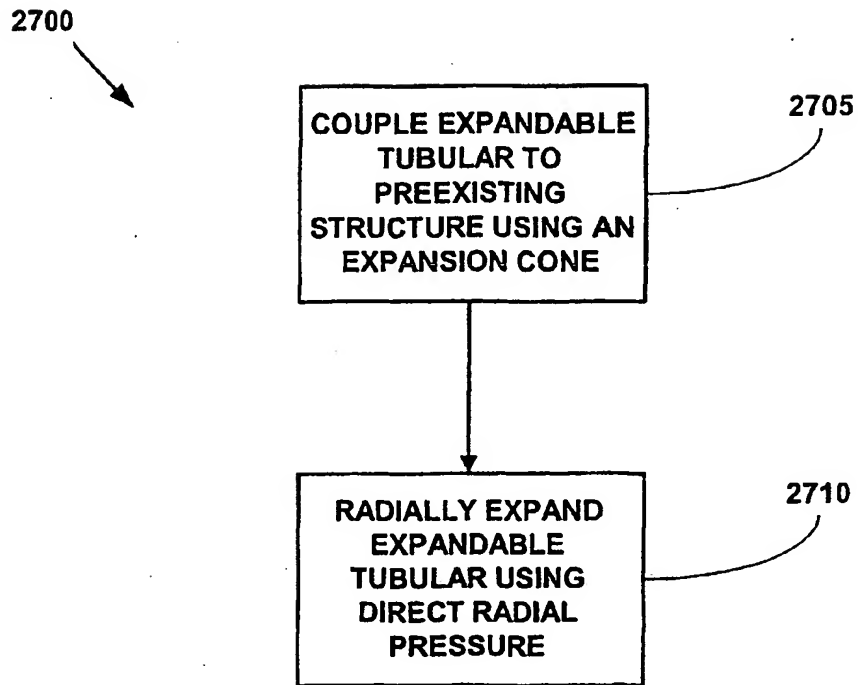 2700
2705
COUPLE EXPANDABLE
TUBULAR TO
PREEXISTING
STRUCTURE USING AN
EXPANSION CONE
2710
RADIALLY EXPAND
EXPANDABLE
TUBULAR USING
DIRECT RADIAL
PRESSURE